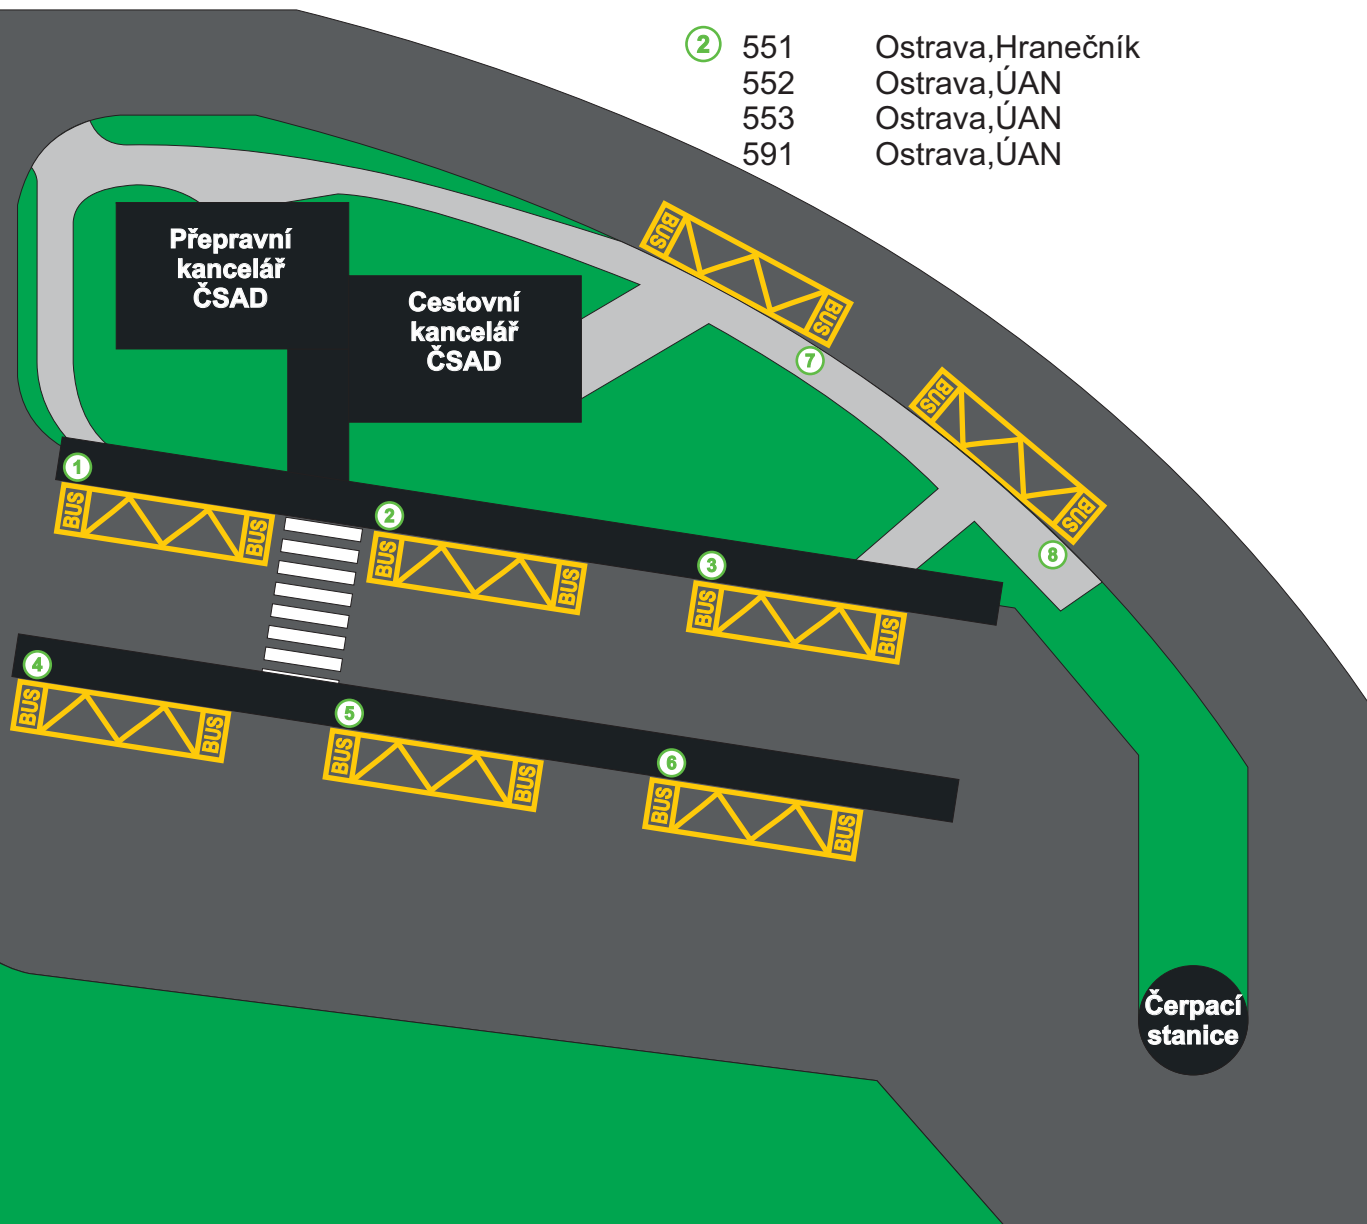 2 551 Ostrava,Hranečník
552 Ostrava,ÚAN
553 Ostrava,ÚAN
591 Ostrava,ÚAN
BUS
BUS
7
Přepravní
kancelář
ČSAD
Cestovní
kancelář
ČSAD
BUS
BUS
8
1
BUS
BUS
2
BUS
BUS
3
BUS
BUS
4
BUS
BUS
5
BUS
BUS
6
BUS
BUS
Čerpací
stanice